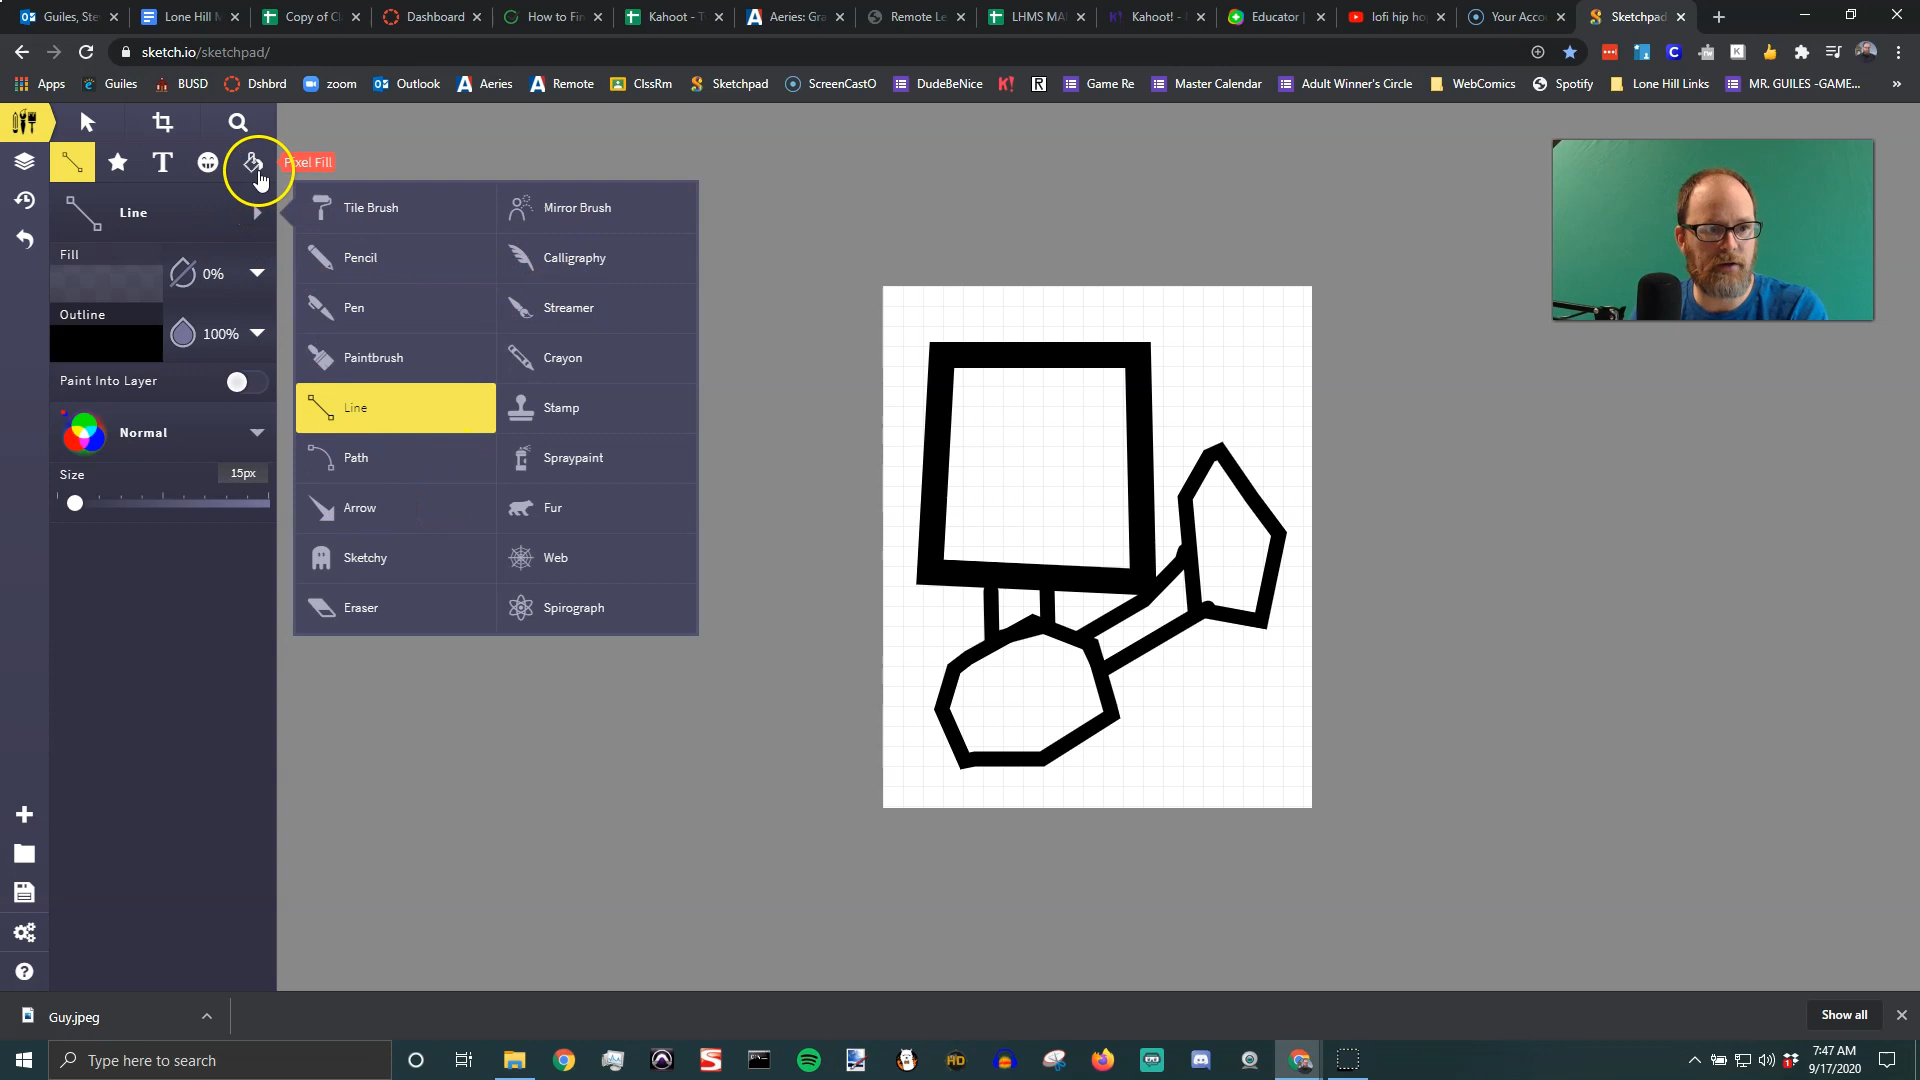 Guiles, Ste
Lone Hill M
Copy of C
Dashboard
How to Fin
Kahoot - T
Aeries: Gra
Remote Le
LHMS MA
Kahoot! -
Educator |
lofi hip ho
Your Acco
Sketchpad
sketch.io/sketchpad/
Apps
Guiles
BUSD
Dshbrd
zoom
Outlook
Aeries
Remote
ClssRm
Sketchpad
ScreenCastO
DudeBeNice
Game Re
Master Calendar
Adult Winner's Circle
WebComics
Spotify
Lone Hill Links
MR. GUILES -GAME...
»
T
Pixel Fill
Line
Fill
0%
Outline
100%
Paint Into Layer
Normal
Size
15px
Tile Brush
Mirror Brush
Pencil
Calligraphy
Pen
Streamer
Paintbrush
Crayon
Line
Stamp
Path
Spraypaint
Arrow
Fur
Sketchy
Web
Eraser
Spirograph
Guy.jpeg
Show all
Type here to search
7:47 AM
9/17/2020